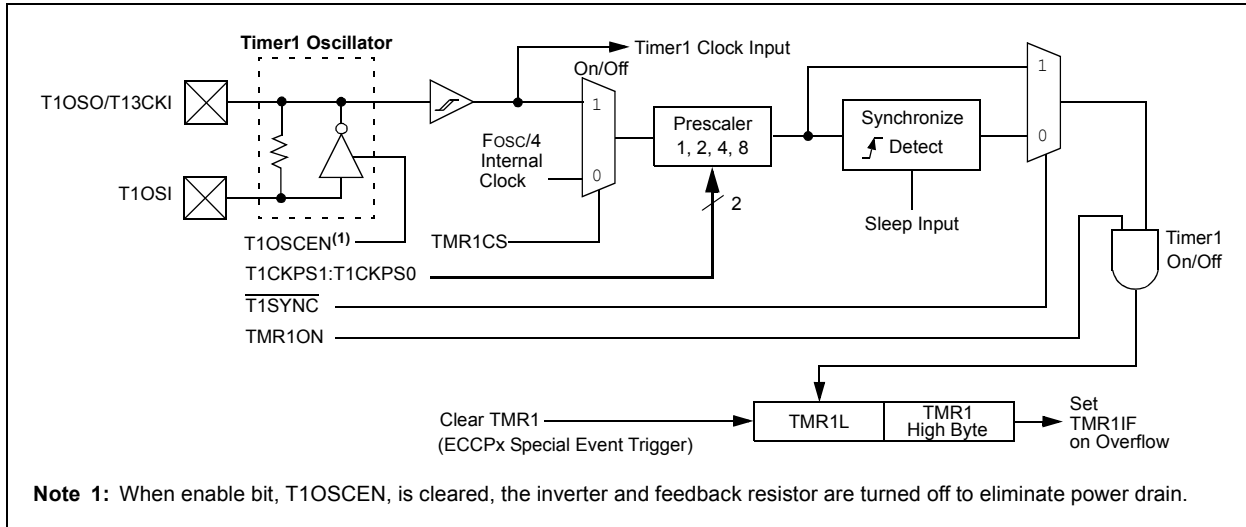 Timer1 Oscillator
Timer1 Clock Input
On/Off
1
T1OSO/T13CKI
1
Prescaler
1, 2, 4, 8
Synchronize
Detect
0
FOSC/4
Internal
Clock
0
T1OSI
2
Sleep Input
T1OSCEN(1)
TMR1CS
Timer1
On/Off
T1CKPS1:T1CKPS0
T1SYNC
TMR1ON
Clear TMR1
(ECCPx Special Event Trigger)
TMR1L
TMR1
High Byte
Set
TMR1IF
on Overflow
Note 1: When enable bit, T1OSCEN, is cleared, the inverter and feedback resistor are turned off to eliminate power drain.